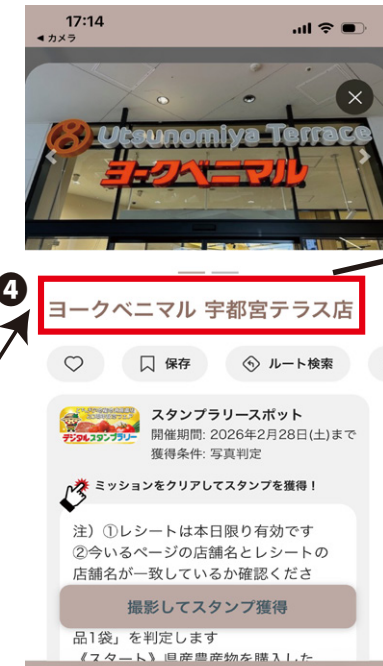 17:14
◀ カメラ
Utsunomiya Terrace
ヨークベニマル
4
ヨークベニマル 宇都宮テラス店
保存
ルート検索
デジタルスタンプラリー
スタンプラリースポット
開催期間: 2026年2月28日(土)まで
獲得条件: 写真判定
ミッションをクリアしてスタンプを獲得！
注）①レシートは本日限り有効です
②今いるページの店舗名とレシートの
店舗名が一致しているか確認くださ
撮影してスタンプ獲得
品1袋」を判定します
《スタート》県産農産物を購入した